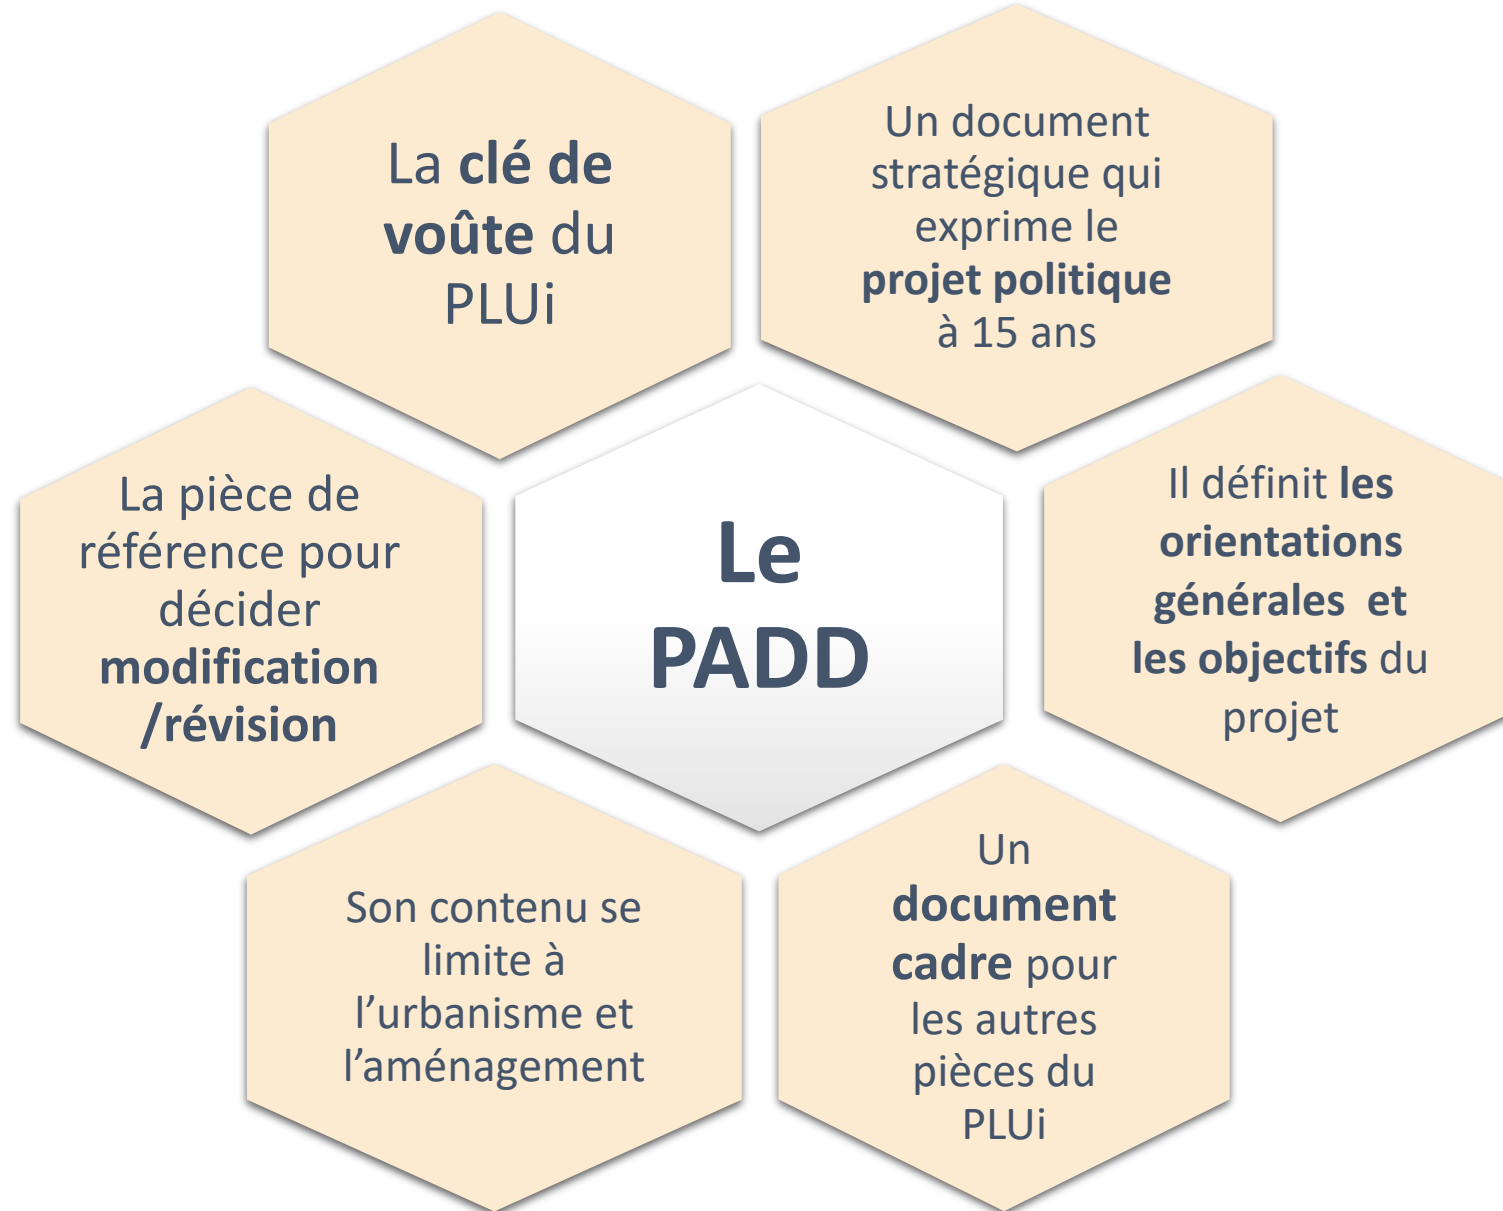 La clé de
voûte du
PLUi
Un document
stratégique qui
exprime le
projet politique
à 15 ans
La pièce de
référence pour
décider
modification
/révision
Le
PADD
Il définit les
orientations
générales  et
les objectifs du
projet
Son contenu se
limite à
l’urbanisme et
l’aménagement
Un
document
cadre pour
les autres
pièces du
PLUi